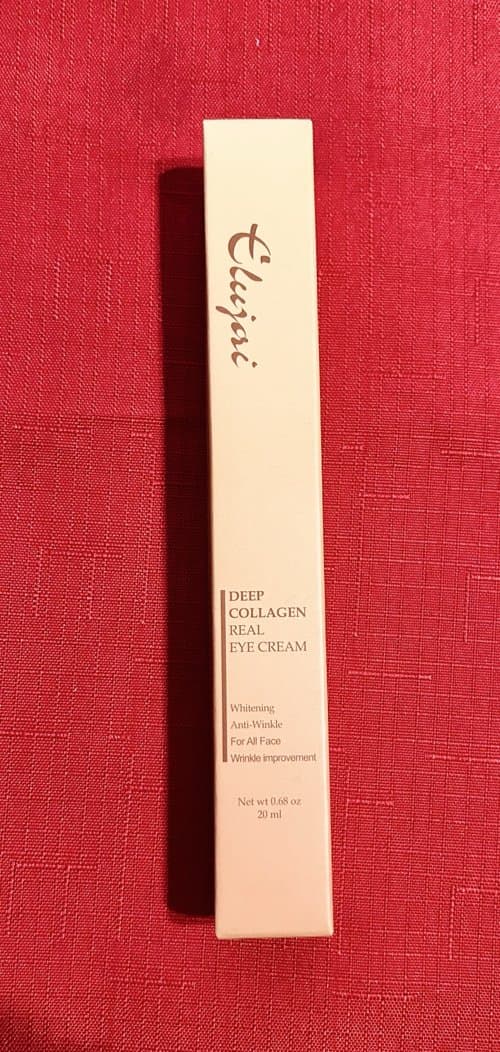 Elujai
DEEP
COLLAGEN
REAL
EYE CREAM
Whitening
Anti-Winkle
For All Face
Wrinkle improvement
Net wt 0.68 oz
20 ml